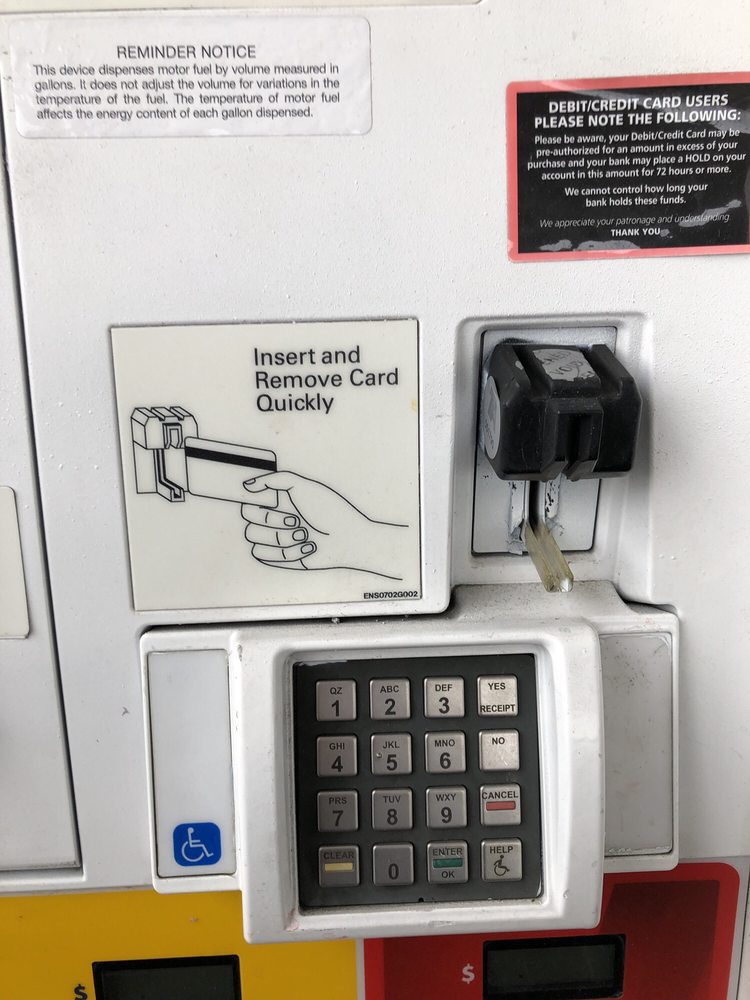 REMINDER NOTICE
This device dispenses motor fuel by volume measured in
gallons. It does not adjust the volume for variations in the
temperature of the fuel. The temperature of motor fuel
affects the energy content of each gallon dispensed.
DEBIT/CREDIT CARD USERS
PLEASE NOTE THE FOLLOWING:
Please be aware, your Debit/Credit Card may be
pre-authorized for an amount in excess of your
purchase and your bank may place a HOLD on your
account in this amount for 72 hours or more.
We cannot control how long your
bank holds these funds.
We appreciate your patronage and understanding.
THANK YOU
Insert and
Remove Card
Quickly
ENS0702G002
QZ ABC DEF YES
1 2 3 RECEIPT
GHI JKL MNO NO
4 5 6
PRS TUV WXY CANCEL
7 8 9
CLEAR 0 ENTER HELP
OK
$ $